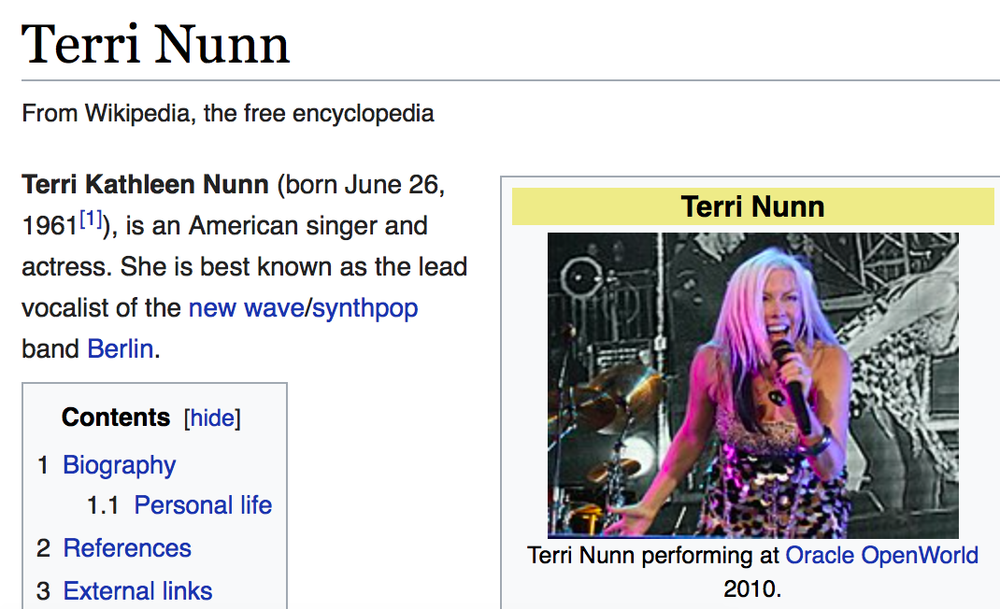 Terri Nunn
From Wikipedia, the free encyclopedia
Terri Kathleen Nunn (born June 26,
1961[1]), is an American singer and
actress. She is best known as the lead
vocalist of the new wave/synthpop
band Berlin.
Contents [hide]
1 Biography
1.1 Personal life
2 References
3 External links
Terri Nunn
Terri Nunn performing at Oracle OpenWorld
2010.